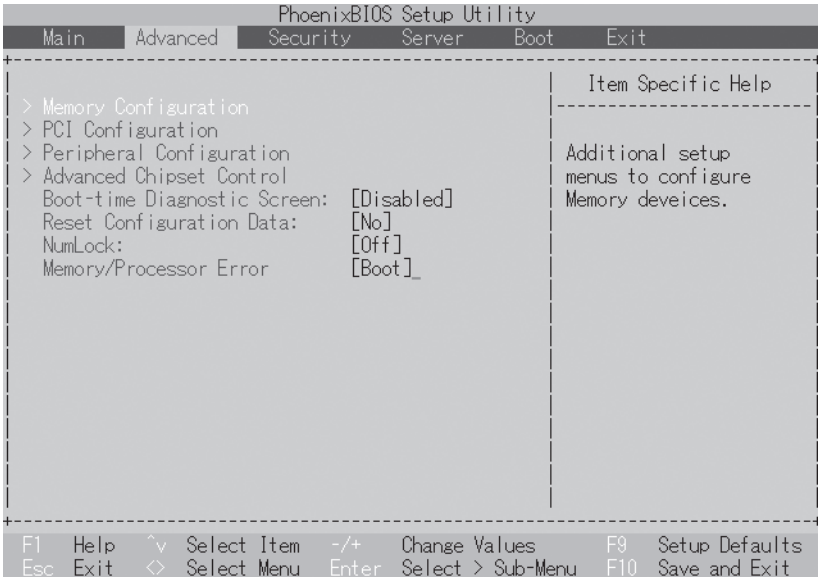 PhoenixBIOS Setup Utility
Main Advanced Security Server Boot Exit
Item Specific Help
> Memory Configuration
> PCI Configuration
> Peripheral Configuration
> Advanced Chipset Control
Boot-time Diagnostic Screen: [Disabled]
Reset Configuration Data: [No]
NumLock: [Off]
Memory/Processor Error [Boot]_
Additional setup
menus to configure
Memory deveices.
F1 Help ^v Select Item -/+ Change Values F9 Setup Defaults
Esc Exit <> Select Menu Enter Select > Sub-Menu F10 Save and Exit